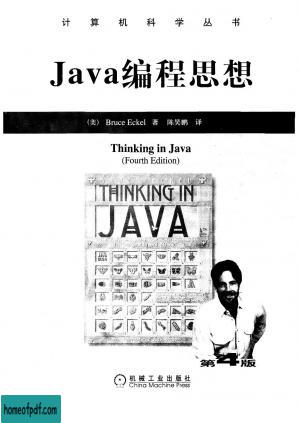 计算机科学丛书
Java编程思想
(美) Bruce Eckel 著 陈昊鹏 译
Thinking in Java
(Fourth Edition)
THINKING IN
JAVA
第4版
机械工业出版社
China Machine Press
homeofpdf.com